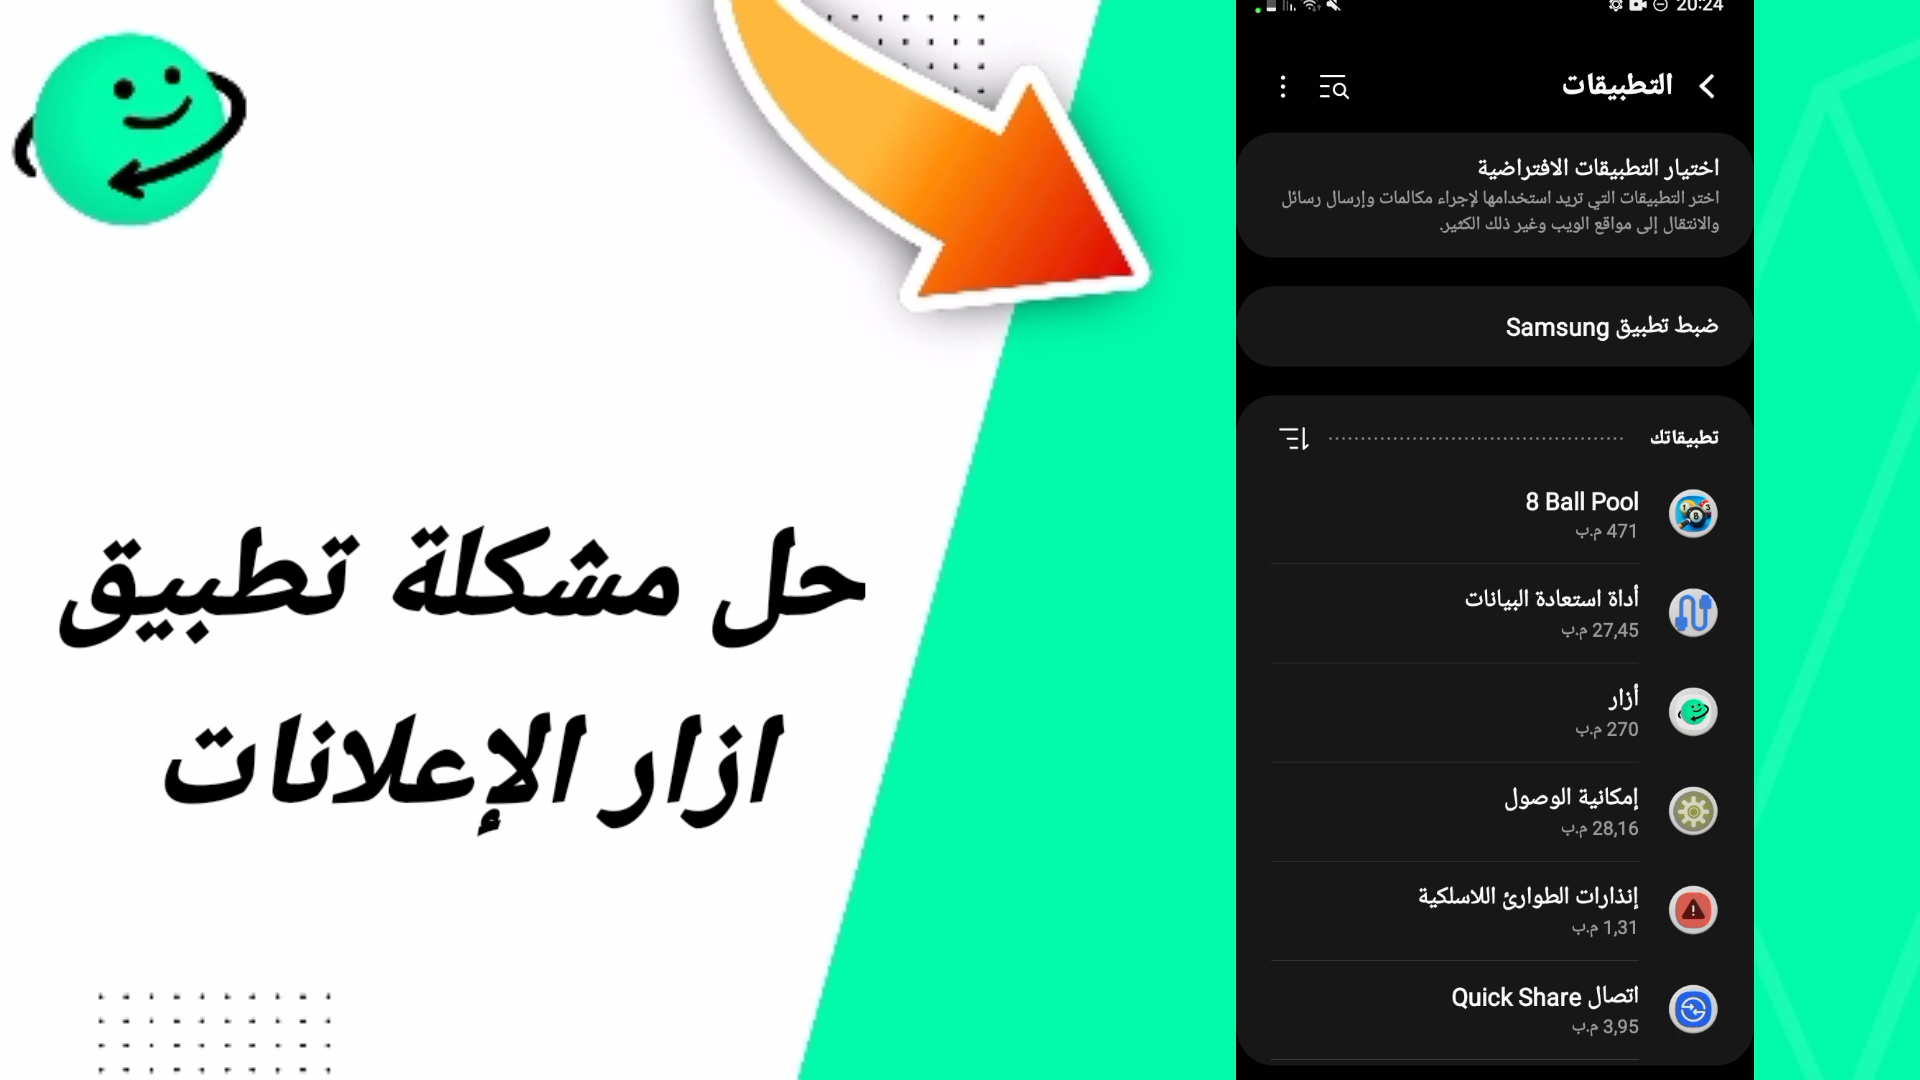 حل مشكلة تطبيق
ازار الإعلانات
20:24
التطبيقات
اختيار التطبيقات الافتراضية
اختر التطبيقات التي تريد استخدامها لإجراء مكالمات وإرسال رسائل
والانتقال إلى مواقع الويب وغير ذلك الكثير.
ضبط تطبيق Samsung
تطبيقاتك
8 Ball Pool
471 م.ب
أداة استعادة البيانات
27,45 م.ب
أزار
270 م.ب
إمكانية الوصول
28,16 م.ب
إنذارات الطوارئ اللاسلكية
1,31 م.ب
اتصال Quick Share
3,95 م.ب